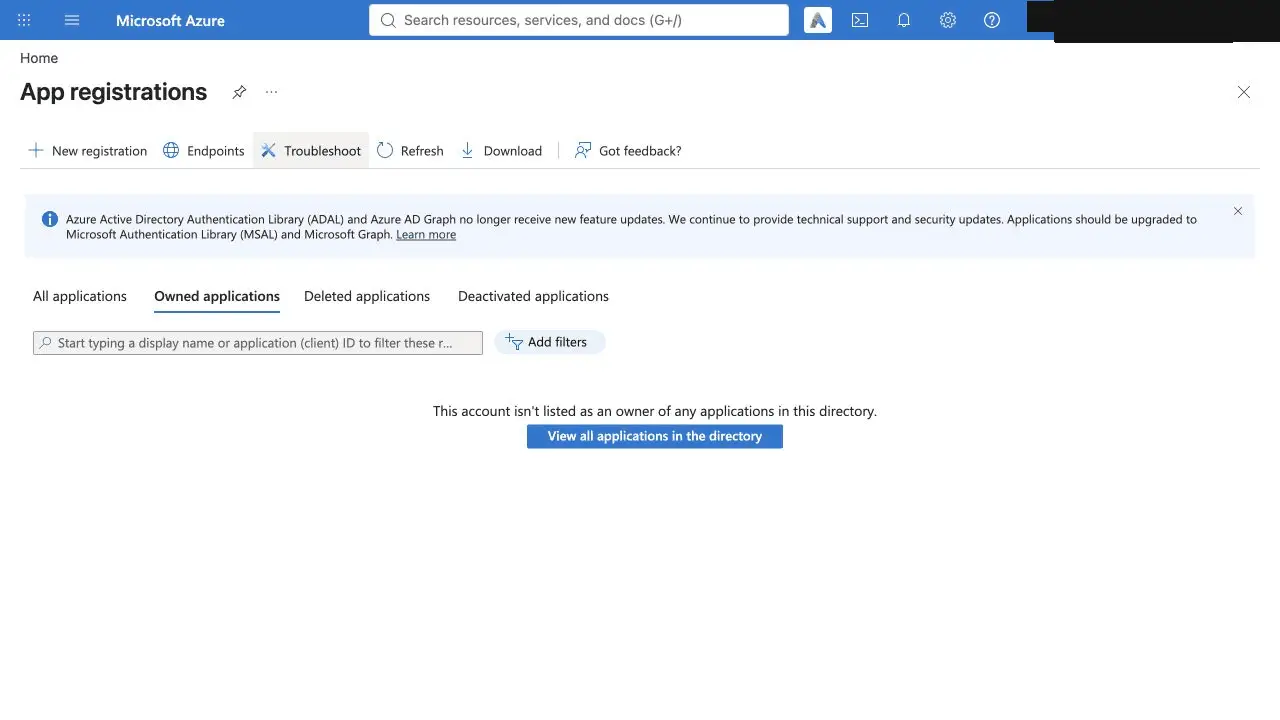 Microsoft Azure
Search resources, services, and docs (G+/)
Home
App registrations
New registration
Endpoints
Troubleshoot
Refresh
Download
Got feedback?
Azure Active Directory Authentication Library (ADAL) and Azure AD Graph no longer receive new feature updates. We continue to provide technical support and security updates. Applications should be upgraded to
Microsoft Authentication Library (MSAL) and Microsoft Graph. Learn more
All applications
Owned applications
Deleted applications
Deactivated applications
Start typing a display name or application (client) ID to filter these r...
Add filters
This account isn't listed as an owner of any applications in this directory.
View all applications in the directory